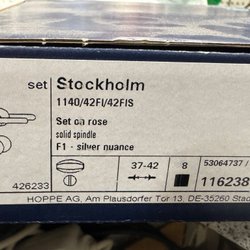 set Stockholm
1140/42FI/42FIS
Set on rose
solid spindle
F1 - silver nuance
37-42 8 53064737 /
426233 116238
HOPPE AG, Am Plausdorfer Tor 13, DE-35260 Stad